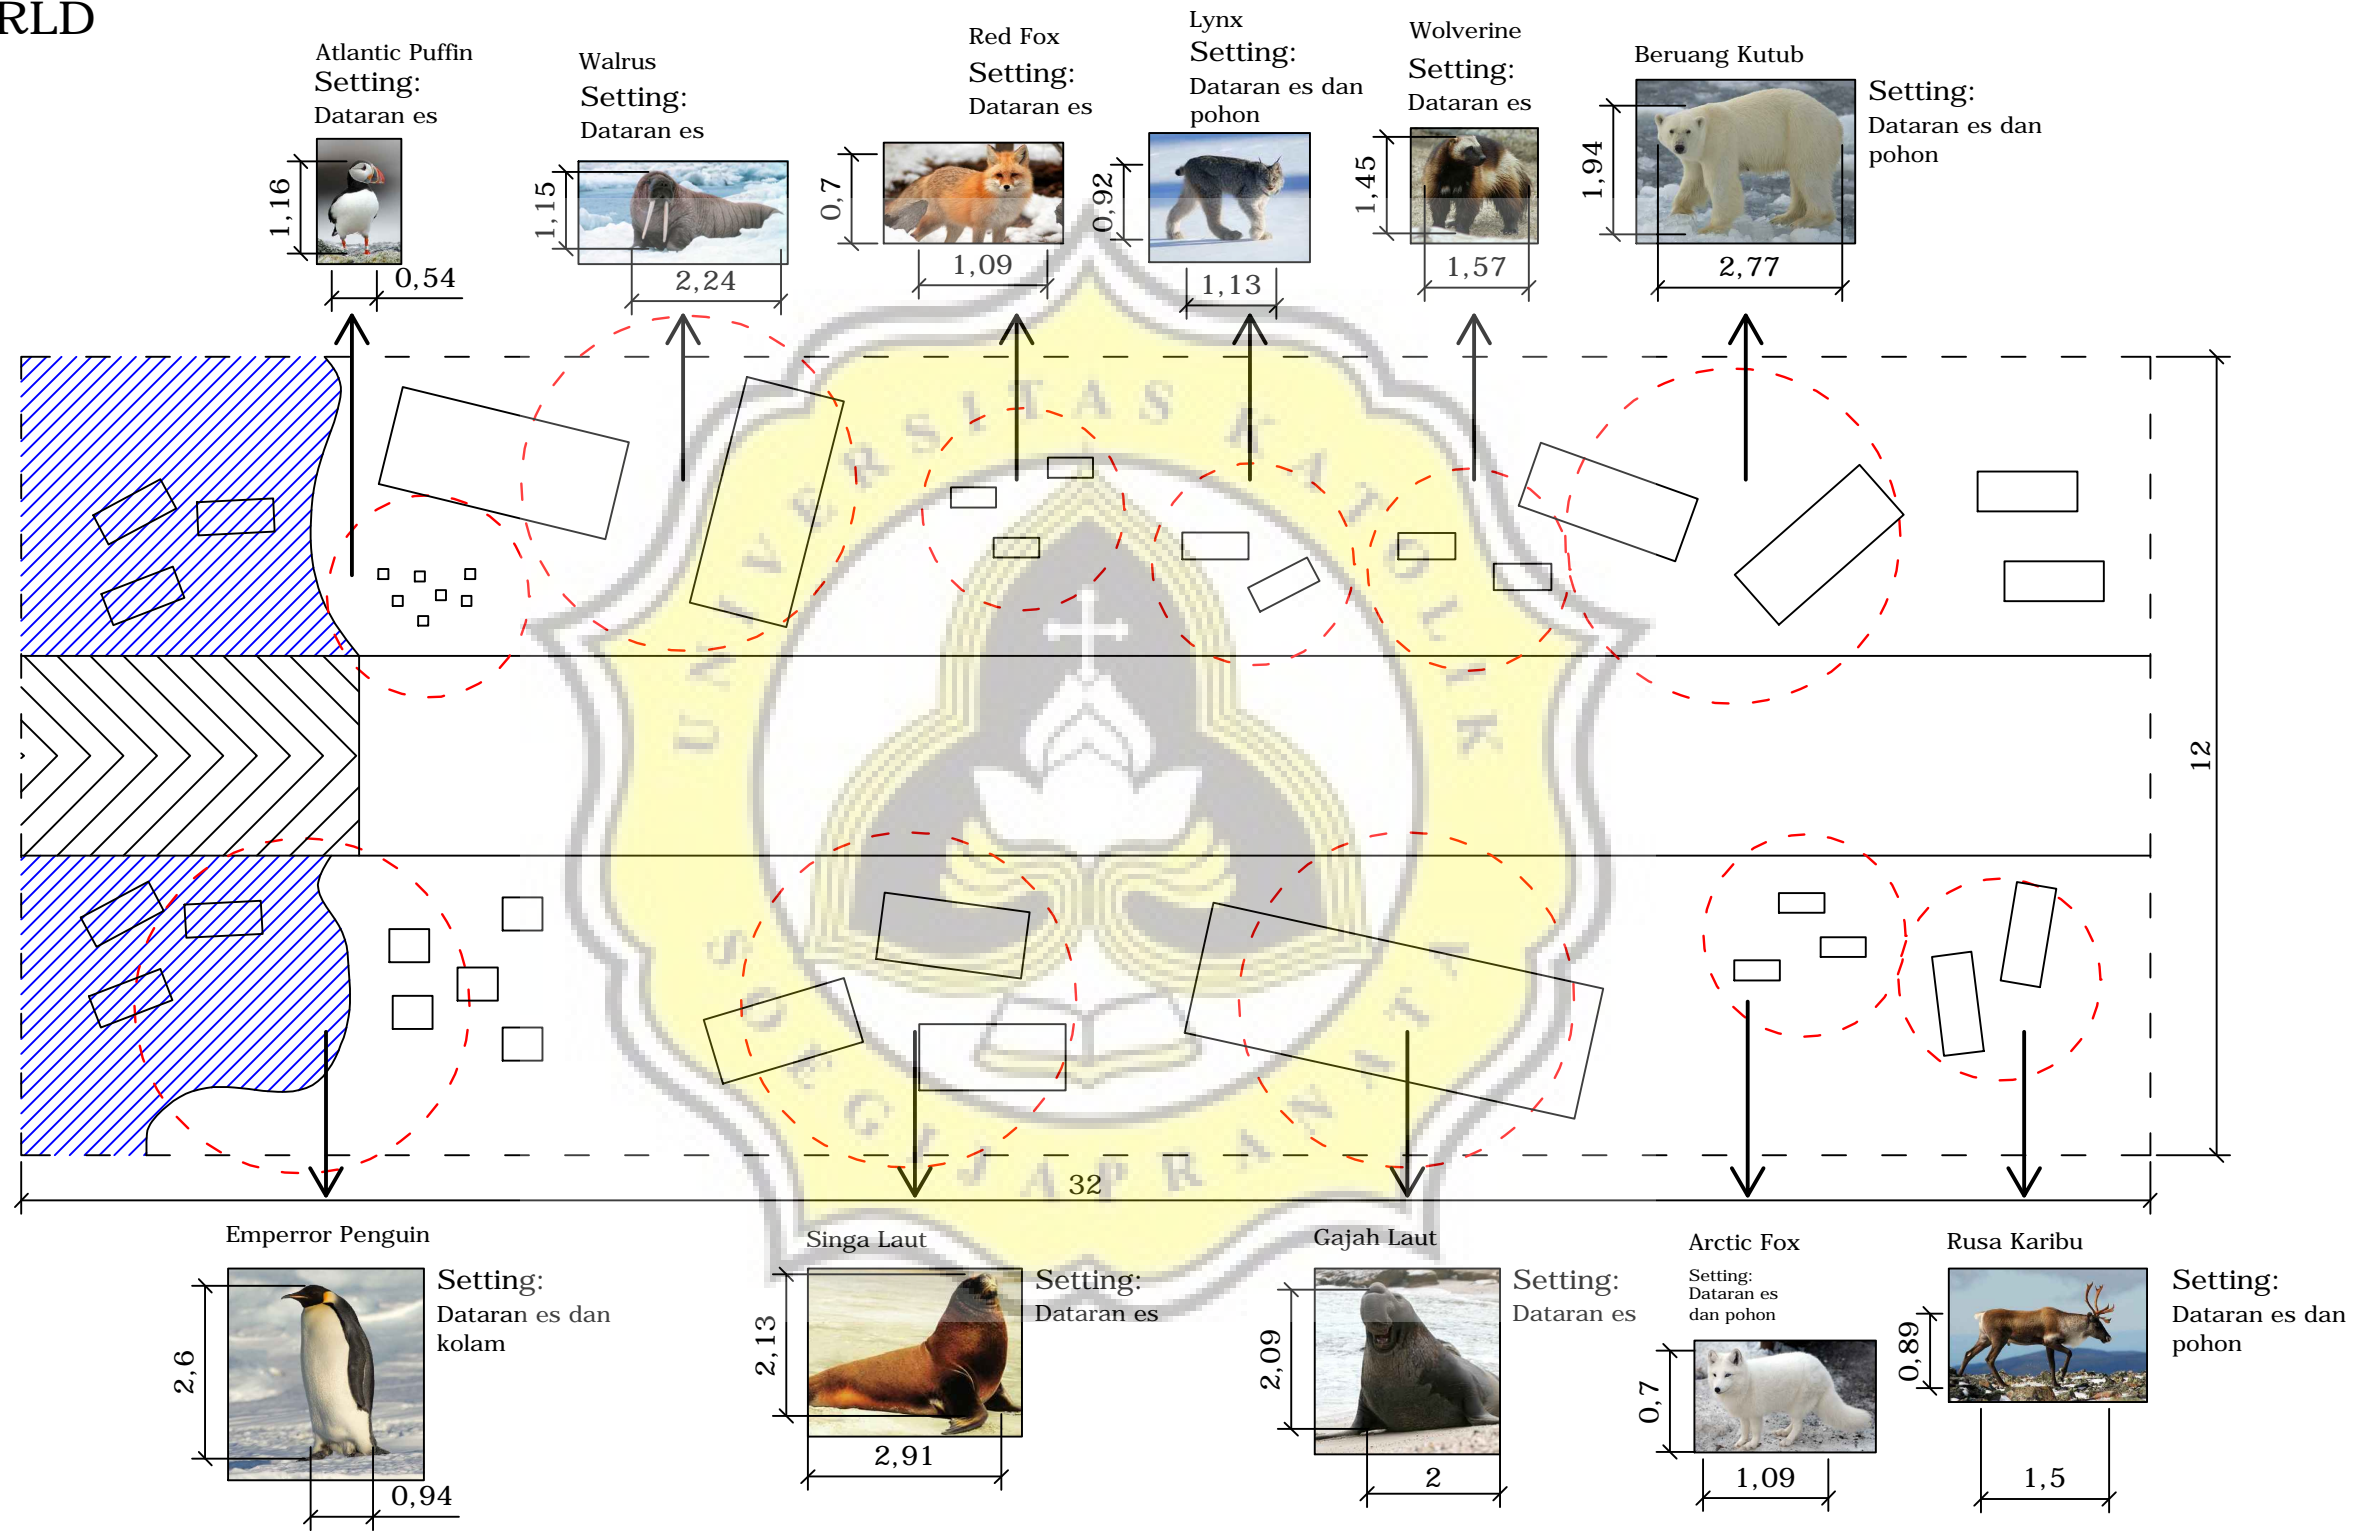 RLD
Atlantic Puffin
Setting:
Dataran es
1,16
0,54
Walrus
Setting:
Dataran es
1,15
2,24
Red Fox
Setting:
Dataran es
0,7
1,09
Lynx
Setting:
Dataran es dan
pohon
0,92
1,13
Wolverine
Setting:
Dataran es
1,45
1,57
Beruang Kutub
Setting:
Dataran es dan
pohon
1,94
2,77
UNIVERSITAS KATOLIK
SOEGIJAPRANATA
12
32
Emperror Penguin
Setting:
Dataran es dan
kolam
2,6
0,94
Singa Laut
Setting:
Dataran es
2,13
2,91
Gajah Laut
Setting:
Dataran es
2,09
2
Arctic Fox
Setting:
Dataran es
dan pohon
0,7
1,09
Rusa Karibu
Setting:
Dataran es dan
pohon
0,89
1,5